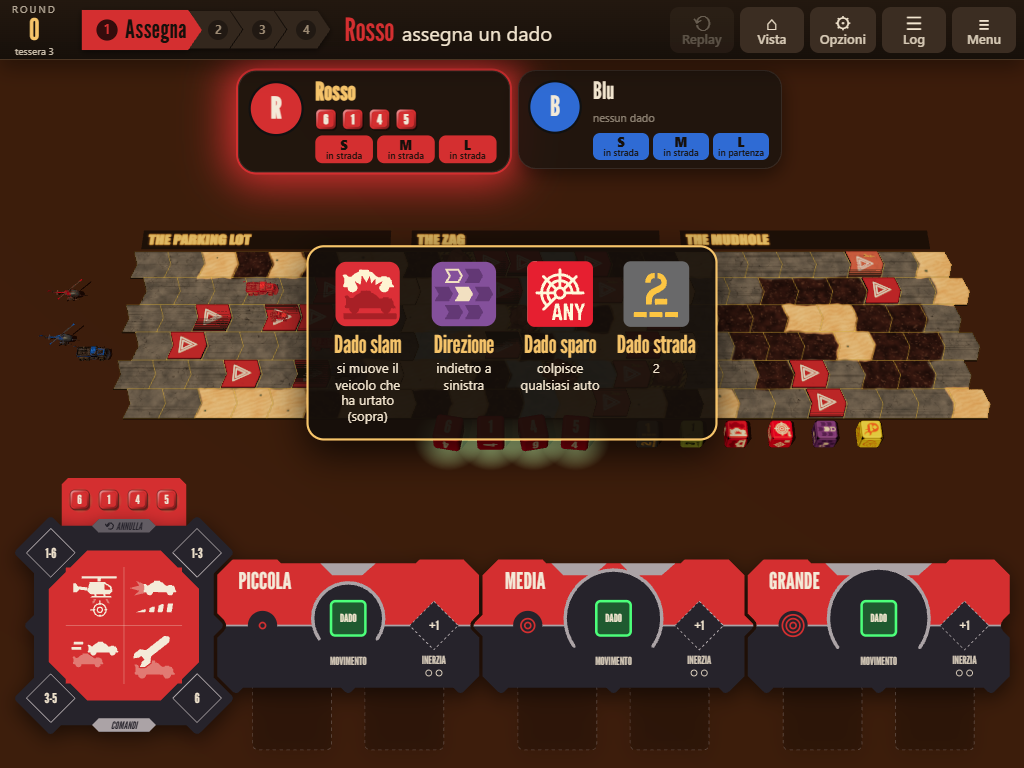 ROUND
0
tessera 3
1 Assegna 2 3 4
Rosso assegna un dado
Replay
Vista
Opzioni
Log
Menu
R
Rosso
6 1 4 5
S
in strada
M
in strada
L
in strada
B
Blu
nessun dado
S
in strada
M
in strada
L
in partenza
THE PARKING LOT
THE ZAG
THE MUDHOLE
ANY
2
Dado slam
si muove il
veicolo che
ha urtato
(sopra)
Direzione
indietro a
sinistra
Dado sparo
colpisce
qualsiasi auto
Dado strada
2
6 1 4 5
ANNULLA
1-6
1-3
3-5
6
COMANDI
PICCOLA
DADO
MOVIMENTO
+1
INERZIA
MEDIA
DADO
MOVIMENTO
+1
INERZIA
GRANDE
DADO
MOVIMENTO
+1
INERZIA